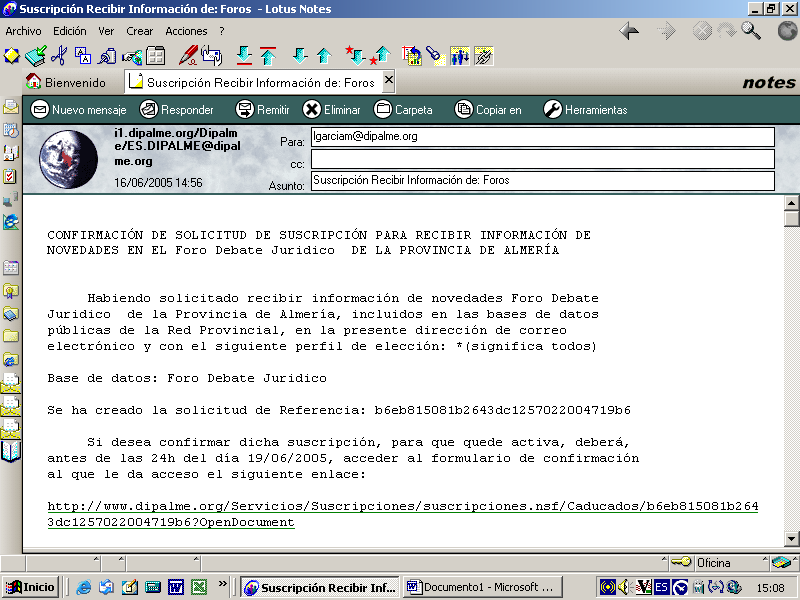 Suscripción Recibir Información de: Foros - Lotus Notes
Archivo Edición Ver Crear Acciones ?
Bienvenido
Suscripción Recibir Información de: Foros
notes
Nuevo mensaje Responder Remitir Eliminar Carpeta Copiar en Herramientas
i1.dipalme.org/Dipalm
e/ES.DIPALME@dipal
me.org
16/06/2005 14:56
Para: lgarciam@dipalme.org
cc:
Asunto: Suscripción Recibir Información de: Foros
CONFIRMACIÓN DE SOLICITUD DE SUSCRIPCIÓN PARA RECIBIR INFORMACIÓN DE
NOVEDADES EN EL Foro Debate Juridico DE LA PROVINCIA DE ALMERÍA
Habiendo solicitado recibir información de novedades Foro Debate
Juridico de la Provincia de Almería, incluidos en las bases de datos
públicas de la Red Provincial, en la presente dirección de correo
electrónico y con el siguiente perfil de elección: *(significa todos)
Base de datos: Foro Debate Juridico
Se ha creado la solicitud de Referencia: b6eb815081b2643dc1257022004719b6
Si desea confirmar dicha suscripción, para que quede activa, deberá,
antes de las 24h del día 19/06/2005, acceder al formulario de confirmación
al que le da acceso el siguiente enlace:
http://www.dipalme.org/Servicios/Suscripciones/suscripciones.nsf/Caducados/b6eb815081b264
3dc1257022004719b6?OpenDocument
Oficina
Inicio
Suscripción Recibir Inf...
Documento1 - Microsoft ...
ES
15:08